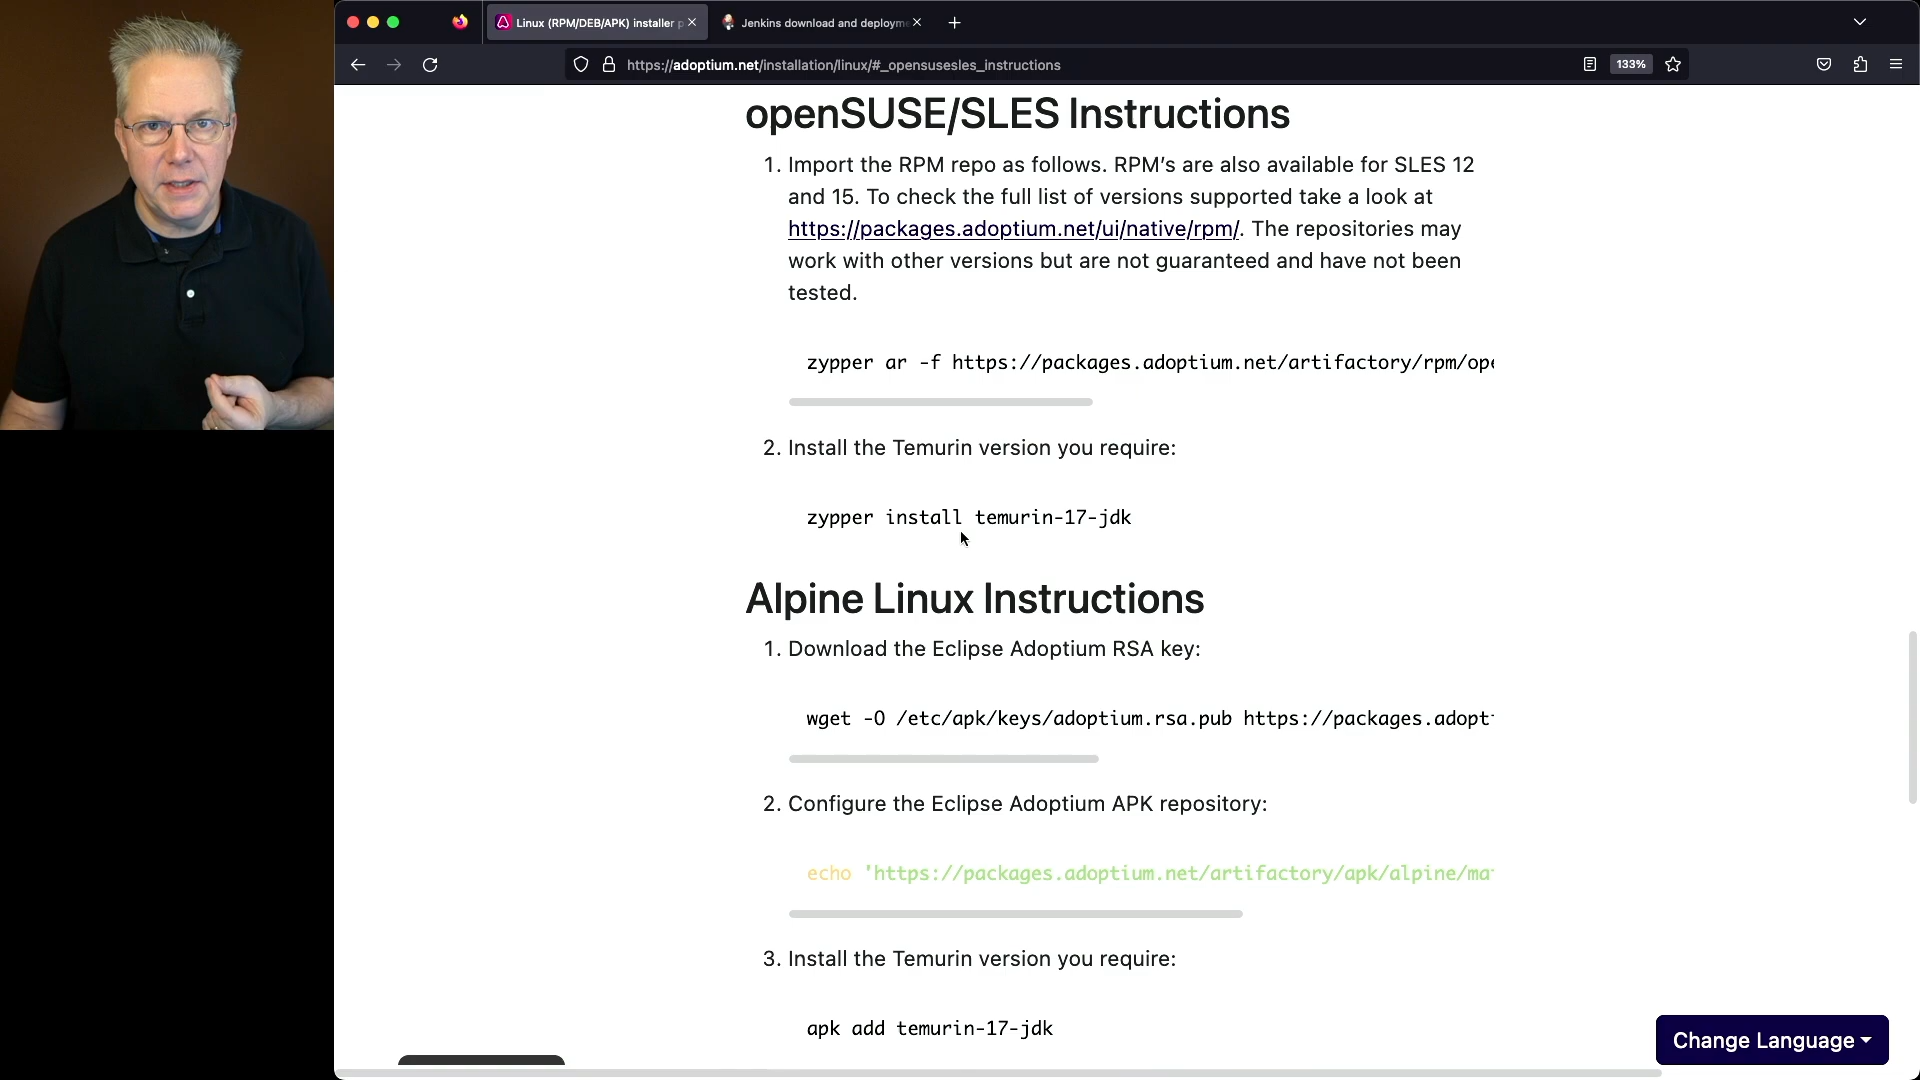 Linux (RPM/DEB/APK) installer p
Jenkins download and deployme
https://adoptium.net/installation/linux/#_opensusesles_instructions
133%
openSUSE/SLES Instructions
1. Import the RPM repo as follows. RPM's are also available for SLES 12
and 15. To check the full list of versions supported take a look at
https://packages.adoptium.net/ui/native/rpm/. The repositories may
work with other versions but are not guaranteed and have not been
tested.
zypper ar -f https://packages.adoptium.net/artifactory/rpm/ope
2. Install the Temurin version you require:
zypper install temurin-17-jdk
Alpine Linux Instructions
1. Download the Eclipse Adoptium RSA key:
wget -O /etc/apk/keys/adoptium.rsa.pub https://packages.adopt
2. Configure the Eclipse Adoptium APK repository:
echo 'https://packages.adoptium.net/artifactory/apk/alpine/ma
3. Install the Temurin version you require:
apk add temurin-17-jdk
Change Language